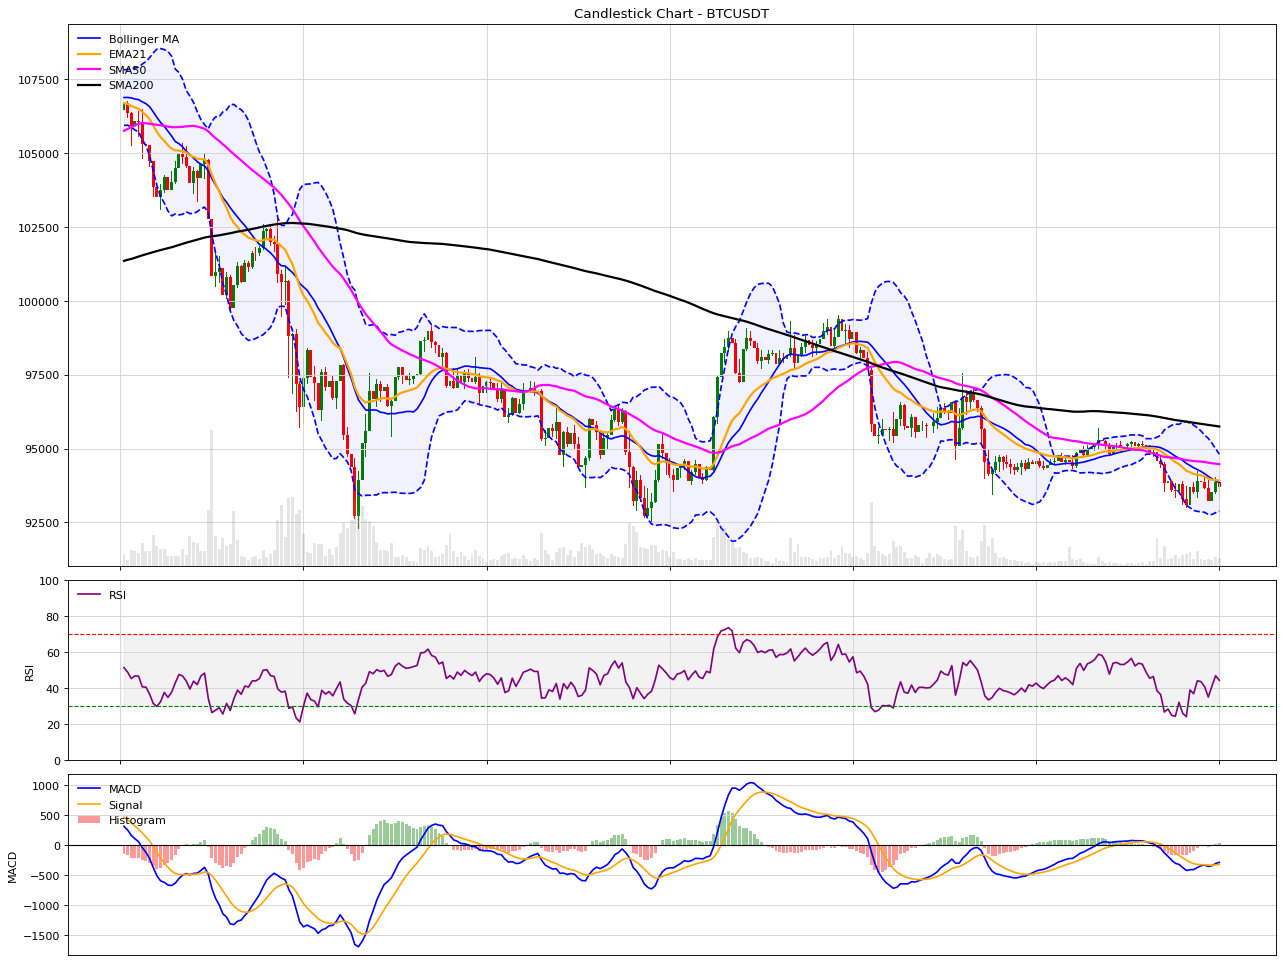 Candlestick Chart - BTCUSDT
Bollinger MA
EMA21
SMA50
SMA200
107500
105000
102500
100000
97500
95000
92500
RSI
RSI
100
80
60
40
20
0
MACD
Signal
Histogram
MACD
1000
500
0
−500
−1000
−1500